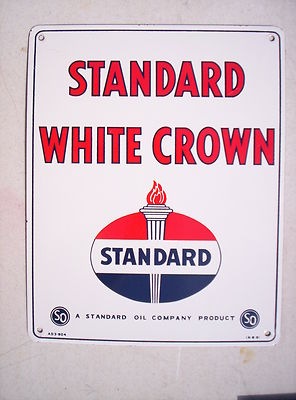 STANDARD
WHITE CROWN
STANDARD
SO A STANDARD OIL COMPANY PRODUCT SO